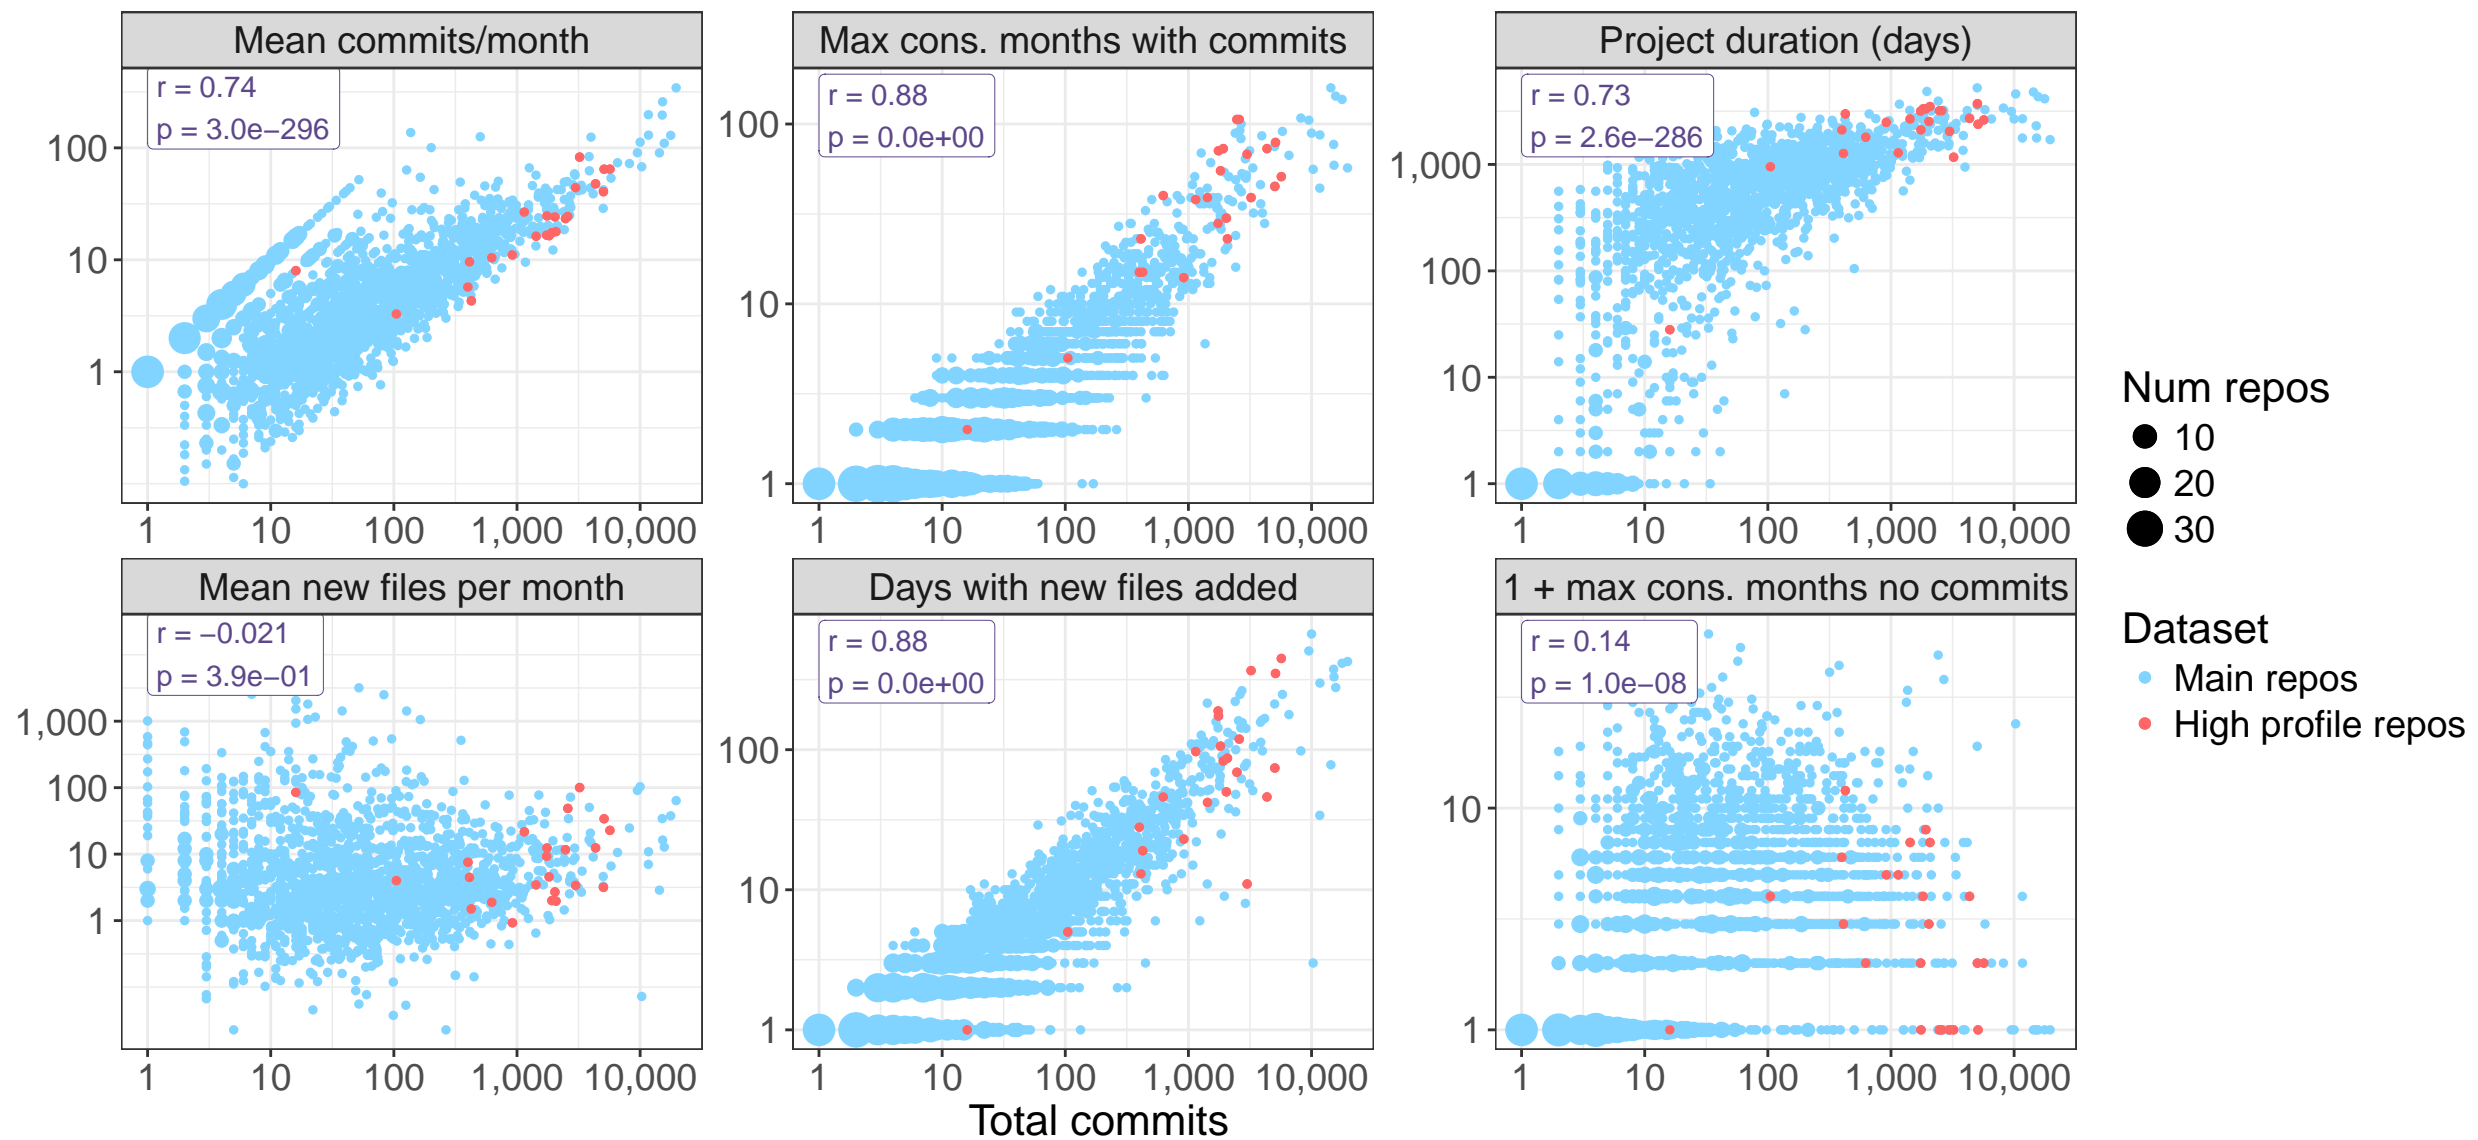 Mean commits/month
r = 0.74
p = 3.0e−296
100
10
1
1 10 100 1,000 10,000
Max cons. months with commits
r = 0.88
p = 0.0e+00
100
10
1
1 10 100 1,000 10,000
Project duration (days)
r = 0.73
p = 2.6e−286
1,000
100
10
1
1 10 100 1,000 10,000
Mean new files per month
r = −0.021
p = 3.9e−01
1,000
100
10
1
1 10 100 1,000 10,000
Days with new files added
r = 0.88
p = 0.0e+00
100
10
1
1 10 100 1,000 10,000
1 + max cons. months no commits
r = 0.14
p = 1.0e−08
10
1
1 10 100 1,000 10,000
Total commits
Num repos
10
20
30
Dataset
Main repos
High profile repos